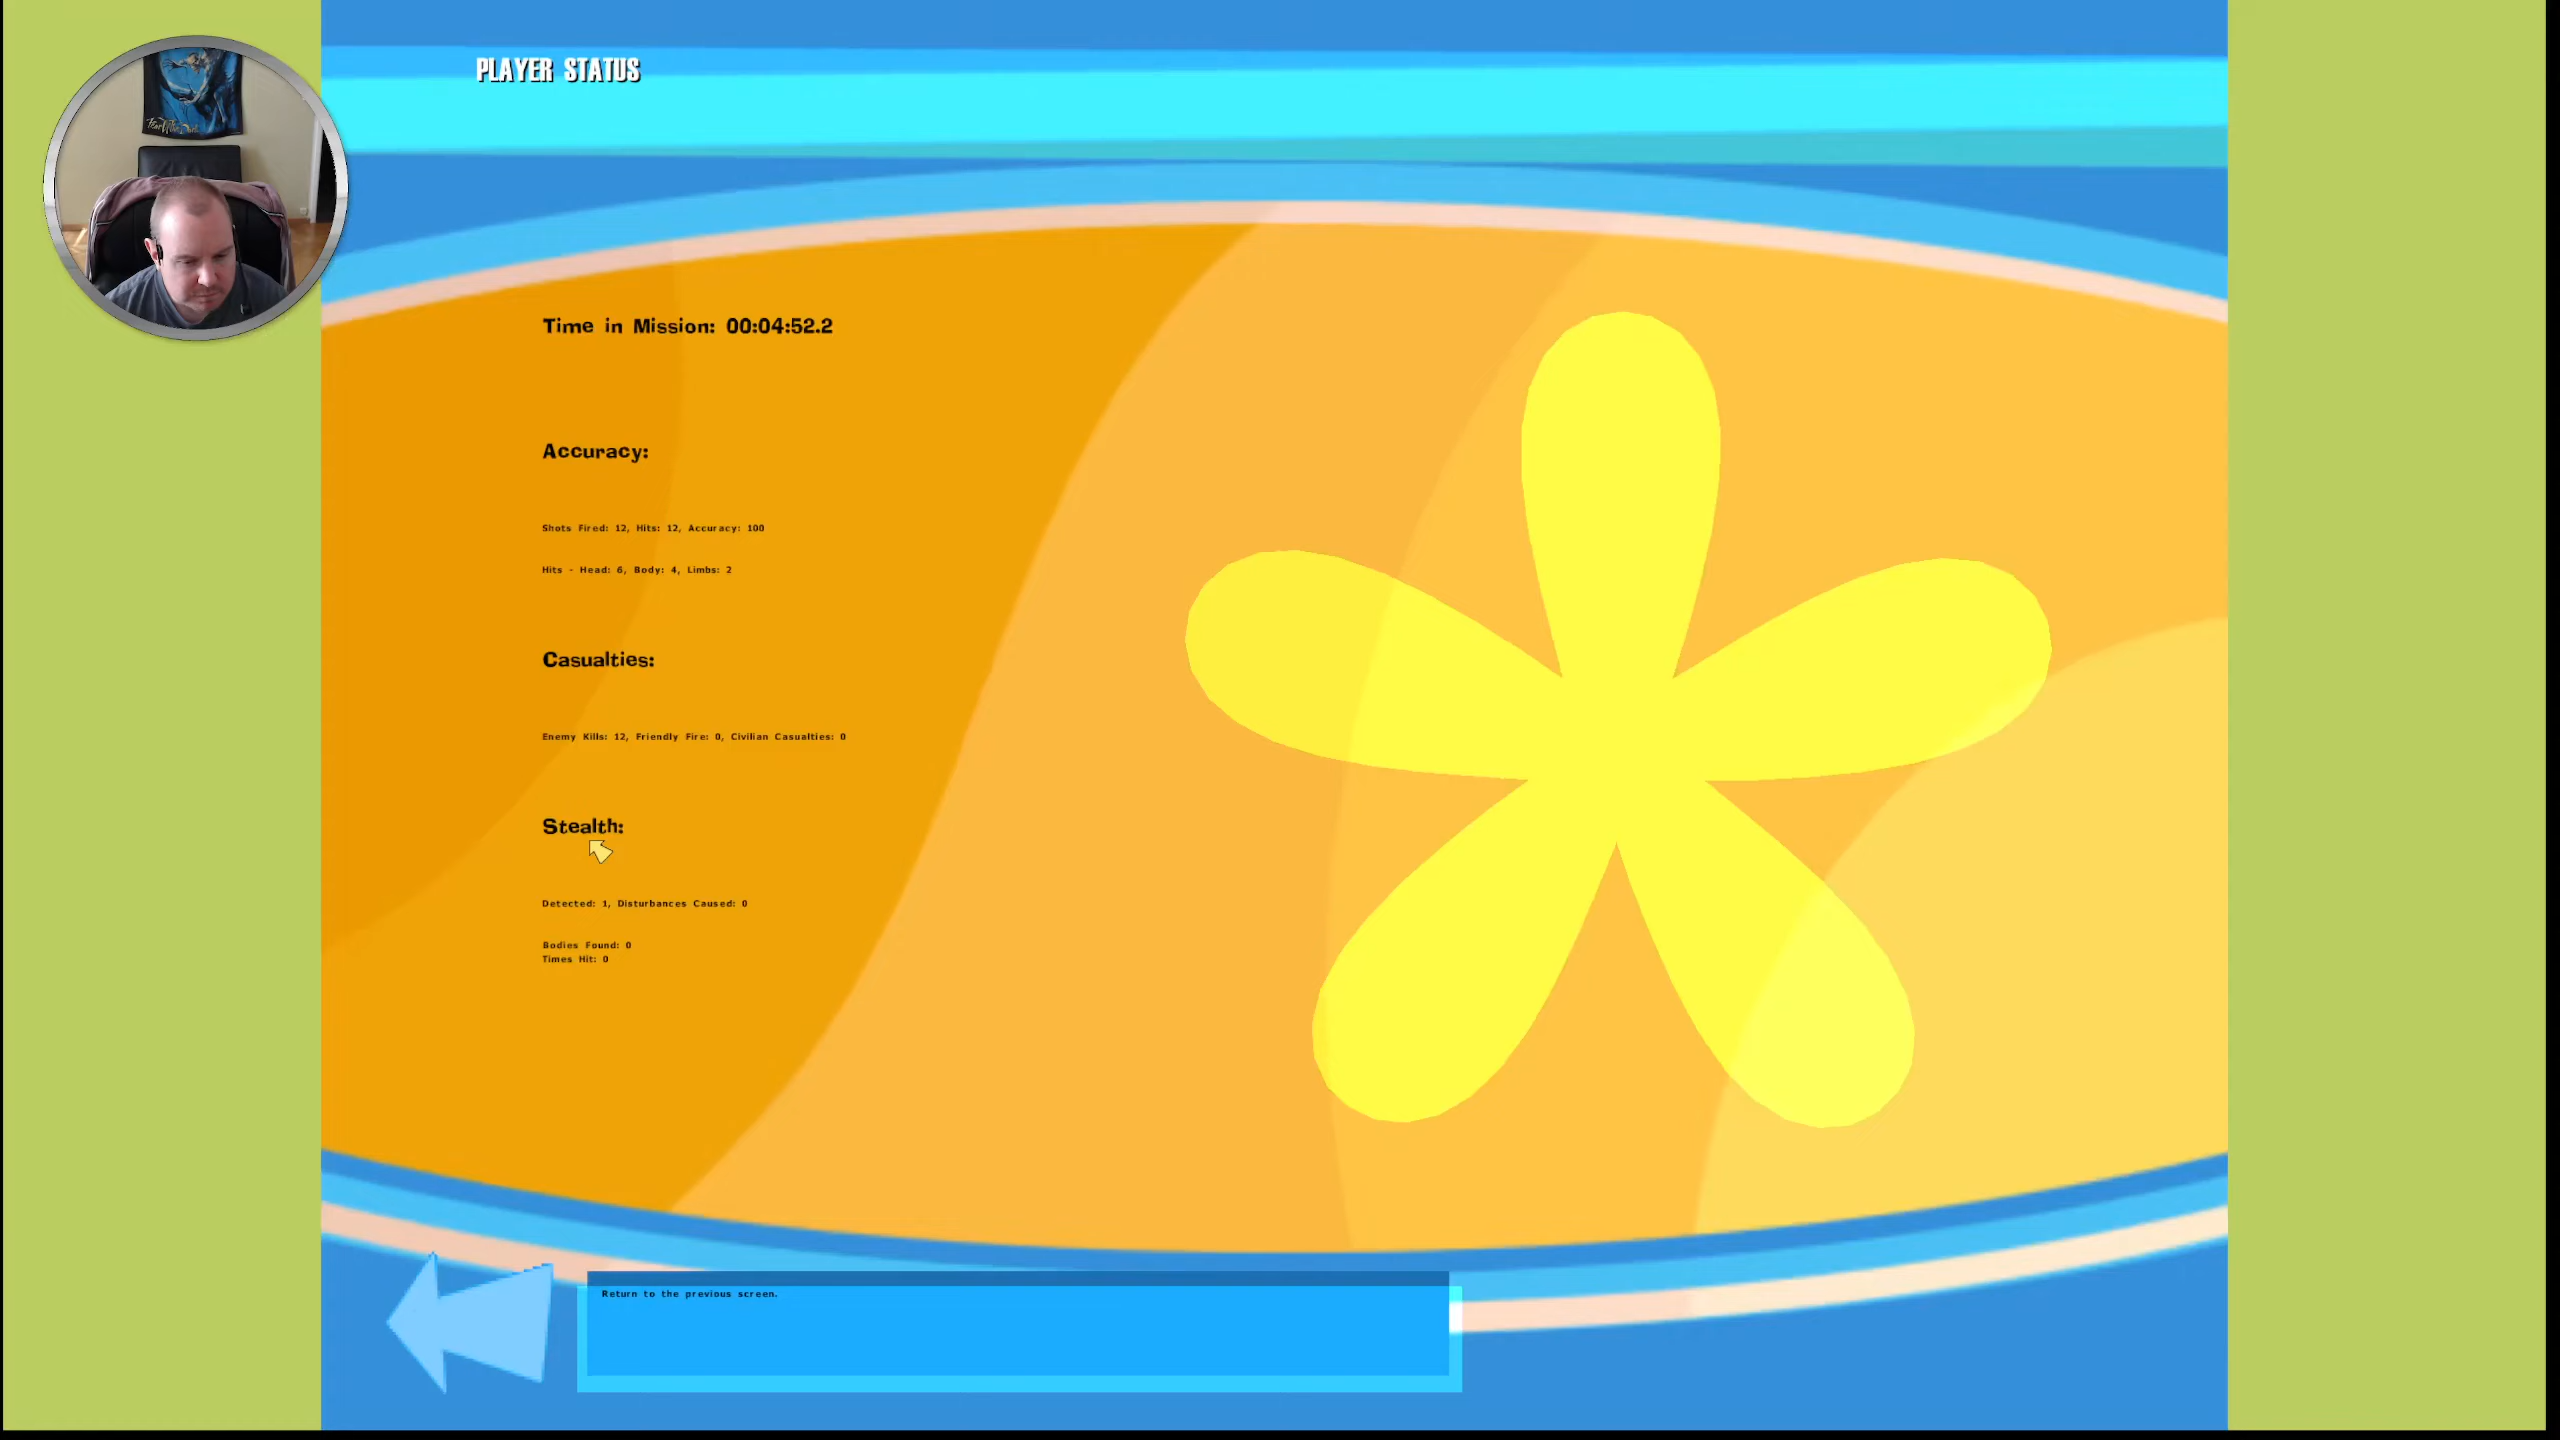 PLAYER STATUS
Time in Mission: 00:04:52.2
Accuracy:
Shots Fired: 12, Hits: 12, Accuracy: 100
Hits - Head: 6, Body: 4, Limbs: 2
Casualties:
Enemy Kills: 12, Friendly Fire: 0, Civilian Casualties: 0
Stealth:
Detected: 1, Disturbances Caused: 0
Bodies Found: 0
Times Hit: 0
Return to the previous screen.